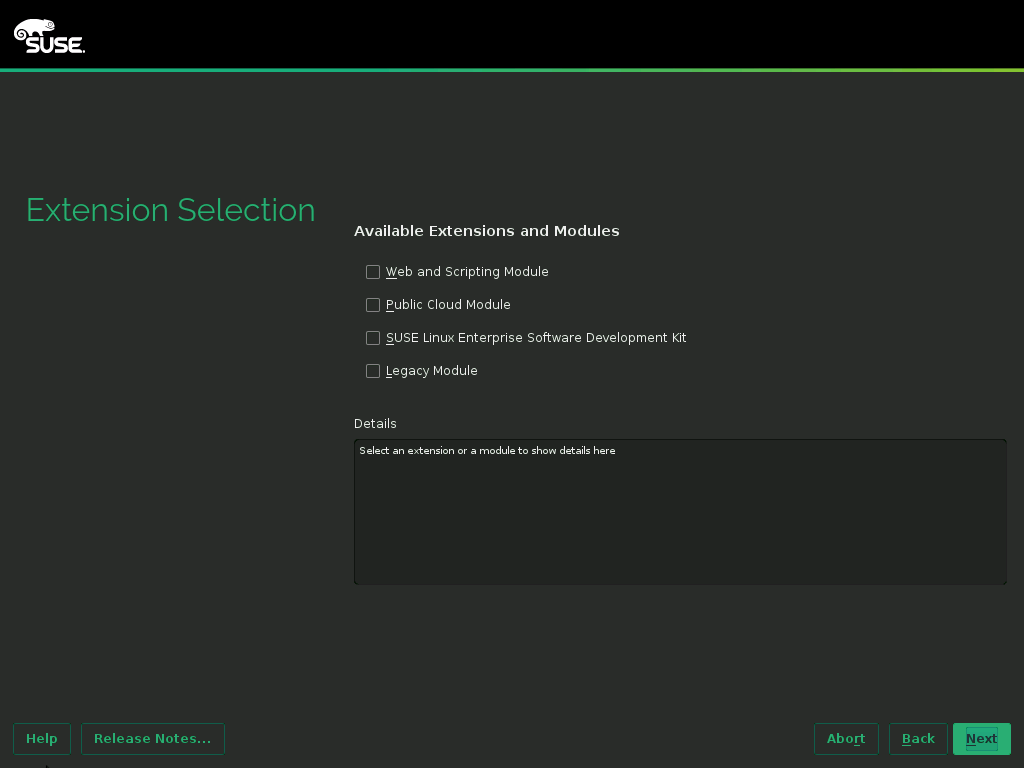 SUSE.
Extension Selection
Available Extensions and Modules
Web and Scripting Module
Public Cloud Module
SUSE Linux Enterprise Software Development Kit
Legacy Module
Details
Select an extension or a module to show details here
Help Release Notes... Abort Back Next